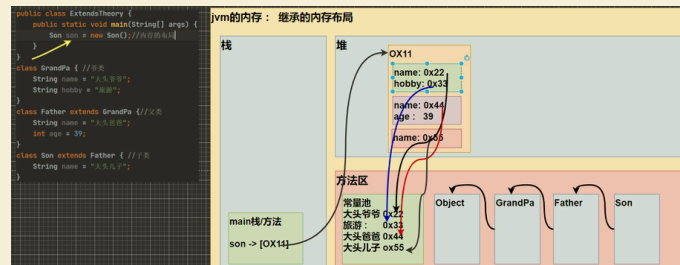 public class ExtendsTheory {
public static void main(String[] args) {
Son son = new Son();//内存的布局
}
}
class GrandPa { //爷类
String name = "大头爷爷";
String hobby = "旅游";
}
class Father extends GrandPa {//父类
String name = "大头爸爸";
int age = 39;
}
class Son extends Father { //子类
String name = "大头儿子";
}
jvm的内存： 继承的内存布局
栈
main栈/方法
son -> [OX11]
堆
OX11
name: 0x22
hobby: 0x33
name: 0x44
age： 39
name: 0x55
方法区
常量池
大头爷爷 0x22
旅游： 0x33
大头爸爸 0x44
大头儿子 ox55
Object
GrandPa
Father
Son